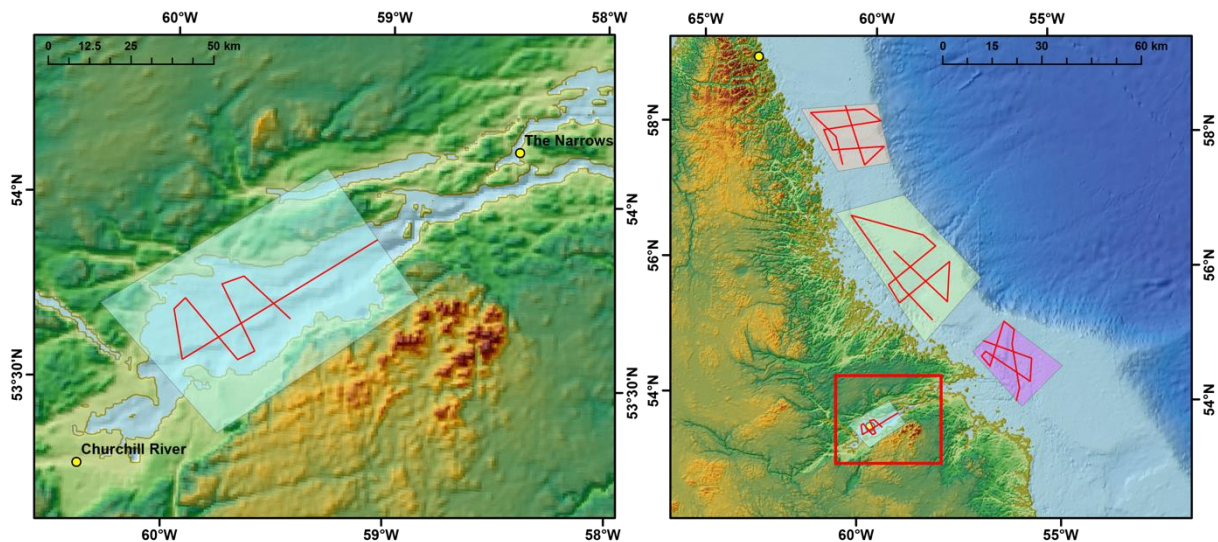 60°W 59°W 58°W
0 12.5 25 50 km
The Narrows
54°N
54°N
53°30'N
53°30'N
Churchill River
60°W 59°W 58°W
65°W 60°W 55°W
0 15 30 60 km
58°N
58°N
56°N
56°N
54°N
54°N
60°W 55°W